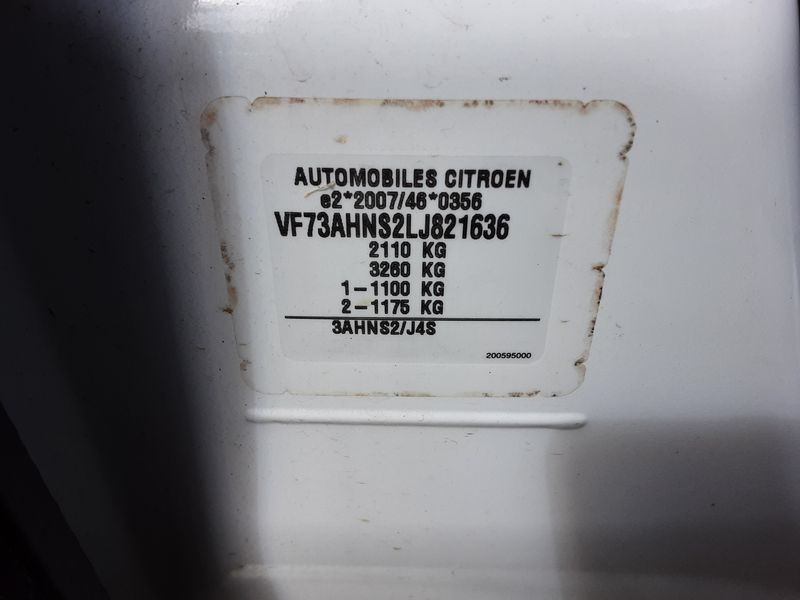 AUTOMOBILES CITROEN
e2*2007/46*0356
VF73AHNS2LJ821636
2110 KG
3260 KG
1-1100 KG
2-1175 KG
3AHNS2/J4S
200595000